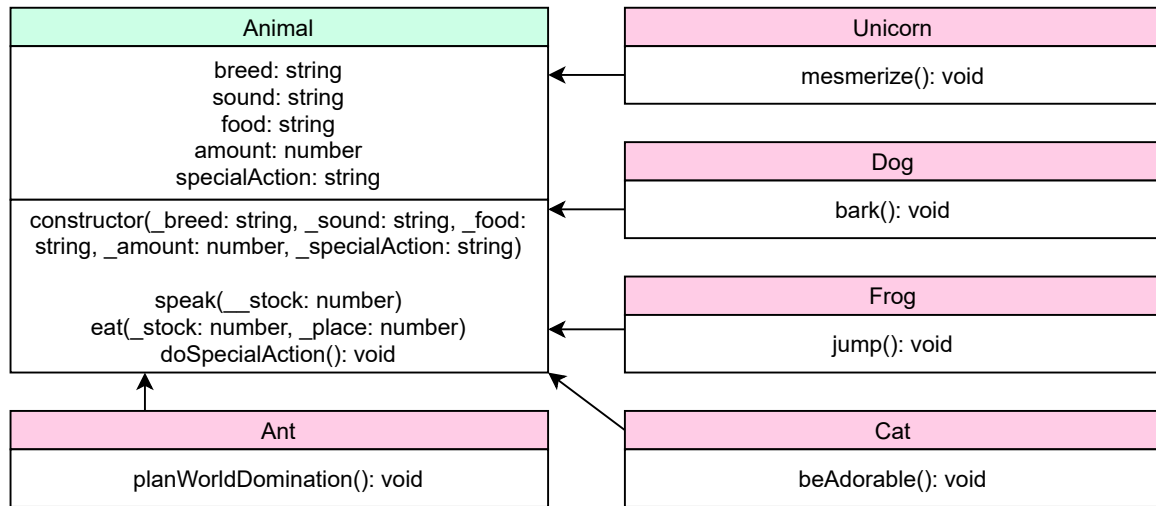 Animal
breed: string
sound: string
food: string
amount: number
specialAction: string
constructor(_breed: string, _sound: string, _food:
string, _amount: number, _specialAction: string)
speak(__stock: number)
eat(_stock: number, _place: number)
doSpecialAction(): void
Ant
planWorldDomination(): void
Unicorn
mesmerize(): void
Dog
bark(): void
Frog
jump(): void
Cat
beAdorable(): void